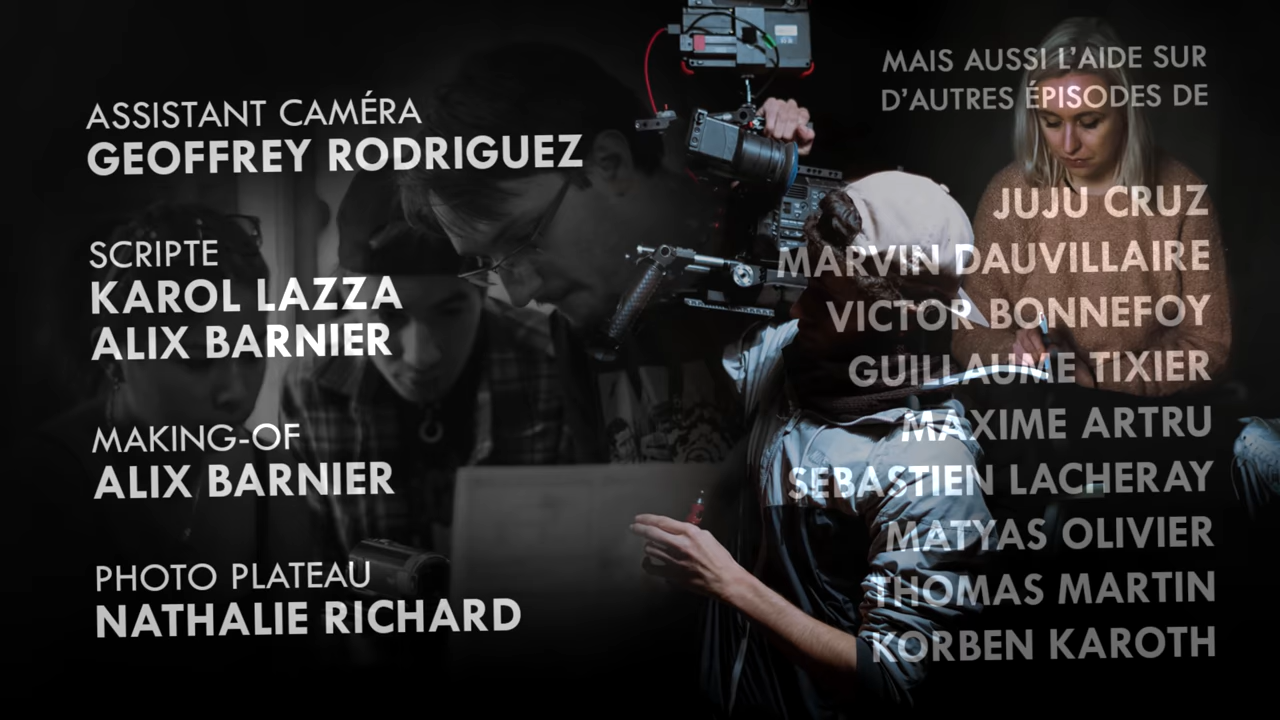 ASSISTANT CAMÉRA
GEOFFREY RODRIGUEZ
SCRIPTE
KAROL LAZZA
ALIX BARNIER
MAKING-OF
ALIX BARNIER
PHOTO PLATEAU
NATHALIE RICHARD
MAIS AUSSI L'AIDE SUR
D'AUTRES ÉPISODES DE
JUJU CRUZ
MARVIN DAUVILLAIRE
VICTOR BONNEFOY
GUILLAUME TIXIER
MAXIME ARTRU
SEBASTIEN LACHERAY
MATYAS OLIVIER
THOMAS MARTIN
KORBEN KAROTH